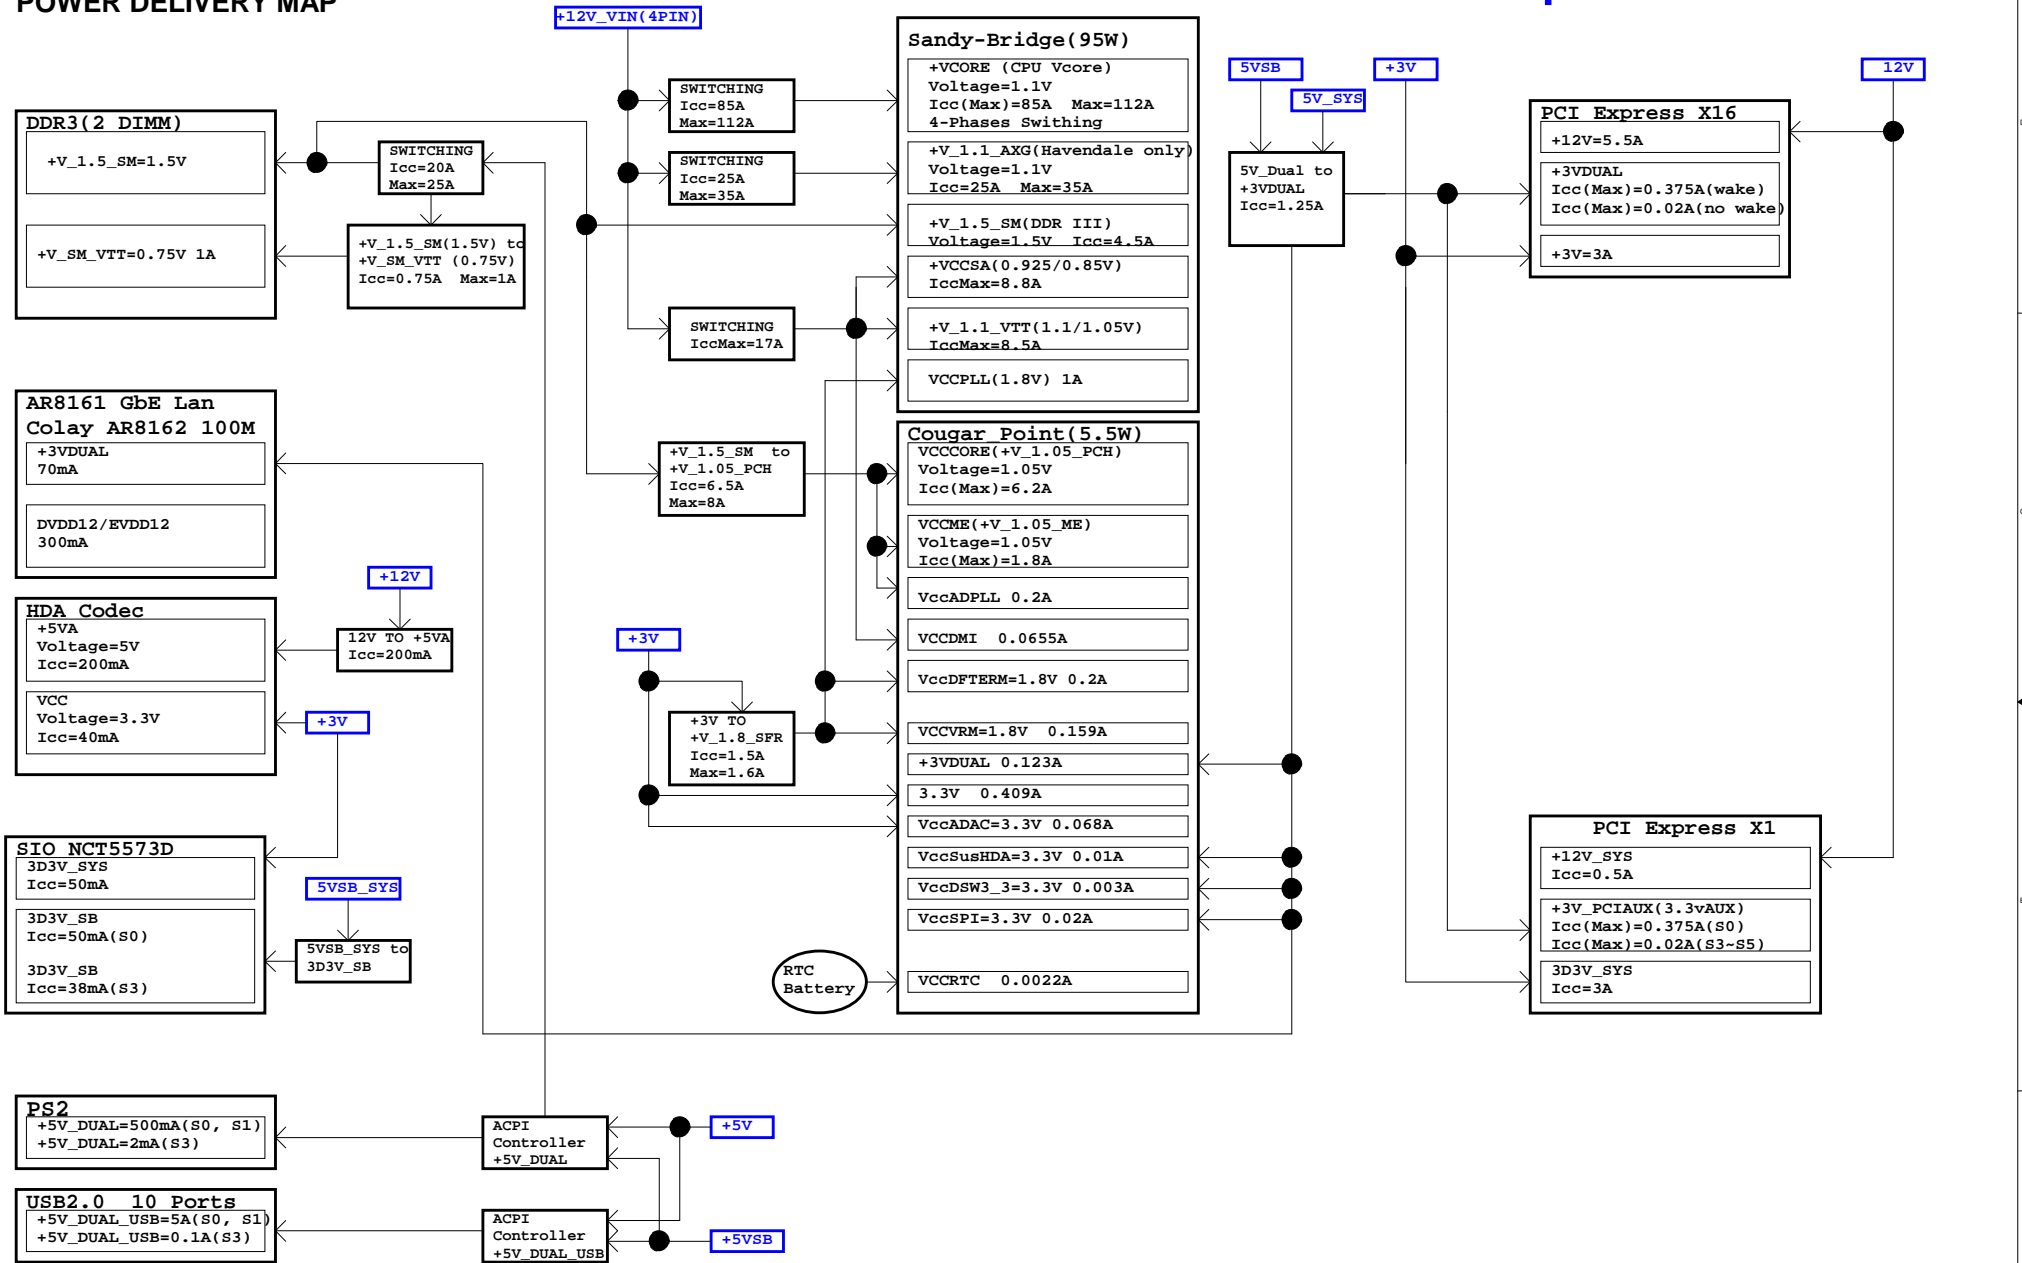 POWER DELIVERY MAP
+12V_VIN(4PIN)
DDR3(2 DIMM)
+V_1.5_SM=1.5V
+V_SM_VTT=0.75V 1A
SWITCHING
Icc=20A
Max=25A
+V_1.5_SM(1.5V) to
+V_SM_VTT (0.75V)
Icc=0.75A Max=1A
SWITCHING
Icc=85A
Max=112A
SWITCHING
Icc=25A
Max=35A
SWITCHING
IccMax=17A
Sandy-Bridge(95W)
+VCORE (CPU Vcore)
Voltage=1.1V
Icc(Max)=85A Max=112A
4-Phases Swithing
+V_1.1_AXG(Havendale only)
Voltage=1.1V
Icc=25A Max=35A
+V_1.5_SM(DDR III)
Voltage=1.5V Icc=4.5A
+VCCSA(0.925/0.85V)
IccMax=8.8A
+V_1.1_VTT(1.1/1.05V)
IccMax=8.5A
VCCPLL(1.8V) 1A
5VSB
5V_SYS
5V_Dual to
+3VDUAL
Icc=1.25A
+3V
12V
PCI Express X16
+12V=5.5A
+3VDUAL
Icc(Max)=0.375A(wake)
Icc(Max)=0.02A(no wake)
+3V=3A
AR8161 GbE Lan
Colay AR8162 100M
+3VDUAL
70mA
DVDD12/EVDD12
300mA
+12V
12V TO +5VA
Icc=200mA
HDA Codec
+5VA
Voltage=5V
Icc=200mA
VCC
Voltage=3.3V
Icc=40mA
+3V
SIO NCT5573D
3D3V_SYS
Icc=50mA
3D3V_SB
Icc=50mA(S0)
3D3V_SB
Icc=38mA(S3)
5VSB_SYS
5VSB_SYS to
3D3V_SB
+V_1.5_SM to
+V_1.05_PCH
Icc=6.5A
Max=8A
+3V
+3V TO
+V_1.8_SFR
Icc=1.5A
Max=1.6A
RTC
Battery
Cougar_Point(5.5W)
VCCCORE(+V_1.05_PCH)
Voltage=1.05V
Icc(Max)=6.2A
VCCME(+V_1.05_ME)
Voltage=1.05V
Icc(Max)=1.8A
VccADPLL 0.2A
VCCDMI 0.0655A
VccDFTERM=1.8V 0.2A
VCCVRM=1.8V 0.159A
+3VDUAL 0.123A
3.3V 0.409A
VccADAC=3.3V 0.068A
VccSusHDA=3.3V 0.01A
VccDSW3_3=3.3V 0.003A
VccSPI=3.3V 0.02A
VCCRTC 0.0022A
PCI Express X1
+12V_SYS
Icc=0.5A
+3V_PCIAUX(3.3vAUX)
Icc(Max)=0.375A(S0)
Icc(Max)=0.02A(S3~S5)
3D3V_SYS
Icc=3A
PS2
+5V_DUAL=500mA(S0, S1)
+5V_DUAL=2mA(S3)
ACPI
Controller
+5V_DUAL
+5V
USB2.0 10 Ports
+5V_DUAL_USB=5A(S0, S1)
+5V_DUAL_USB=0.1A(S3)
ACPI
Controller
+5V_DUAL_USB
+5VSB